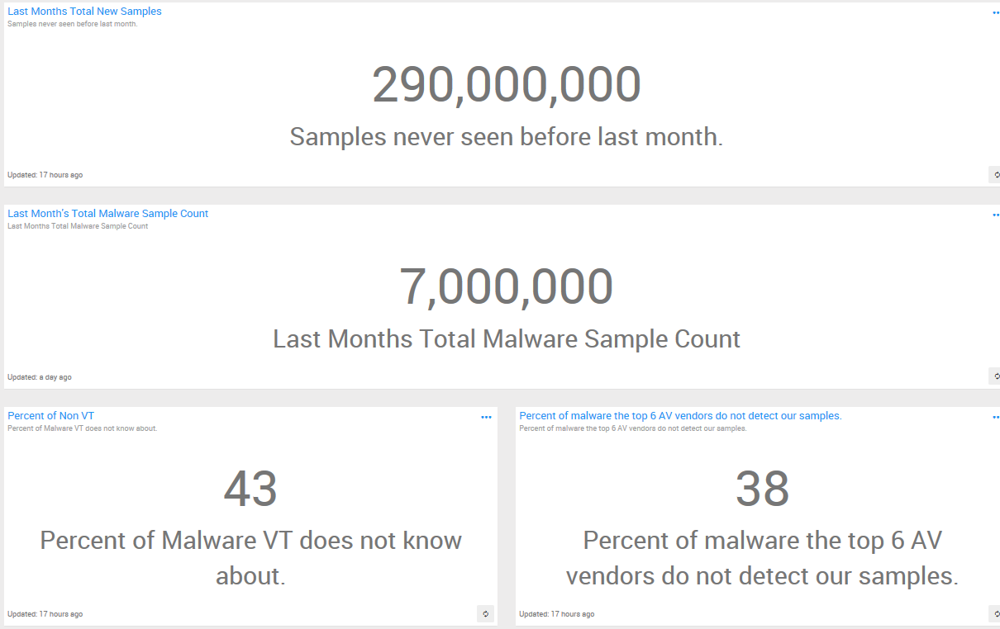 Last Months Total New Samples
Samples never seen before last month.
290,000,000
Samples never seen before last month.
Updated: 17 hours ago
Last Month's Total Malware Sample Count
Last Months Total Malware Sample Count
7,000,000
Last Months Total Malware Sample Count
Updated: a day ago
Percent of Non VT
Percent of Malware VT does not know about.
43
Percent of Malware VT does not know
about.
Updated: 17 hours ago
Percent of malware the top 6 AV vendors do not detect our samples.
Percent of malware the top 6 AV vendors do not detect our samples.
38
Percent of malware the top 6 AV
vendors do not detect our samples.
Updated: 17 hours ago